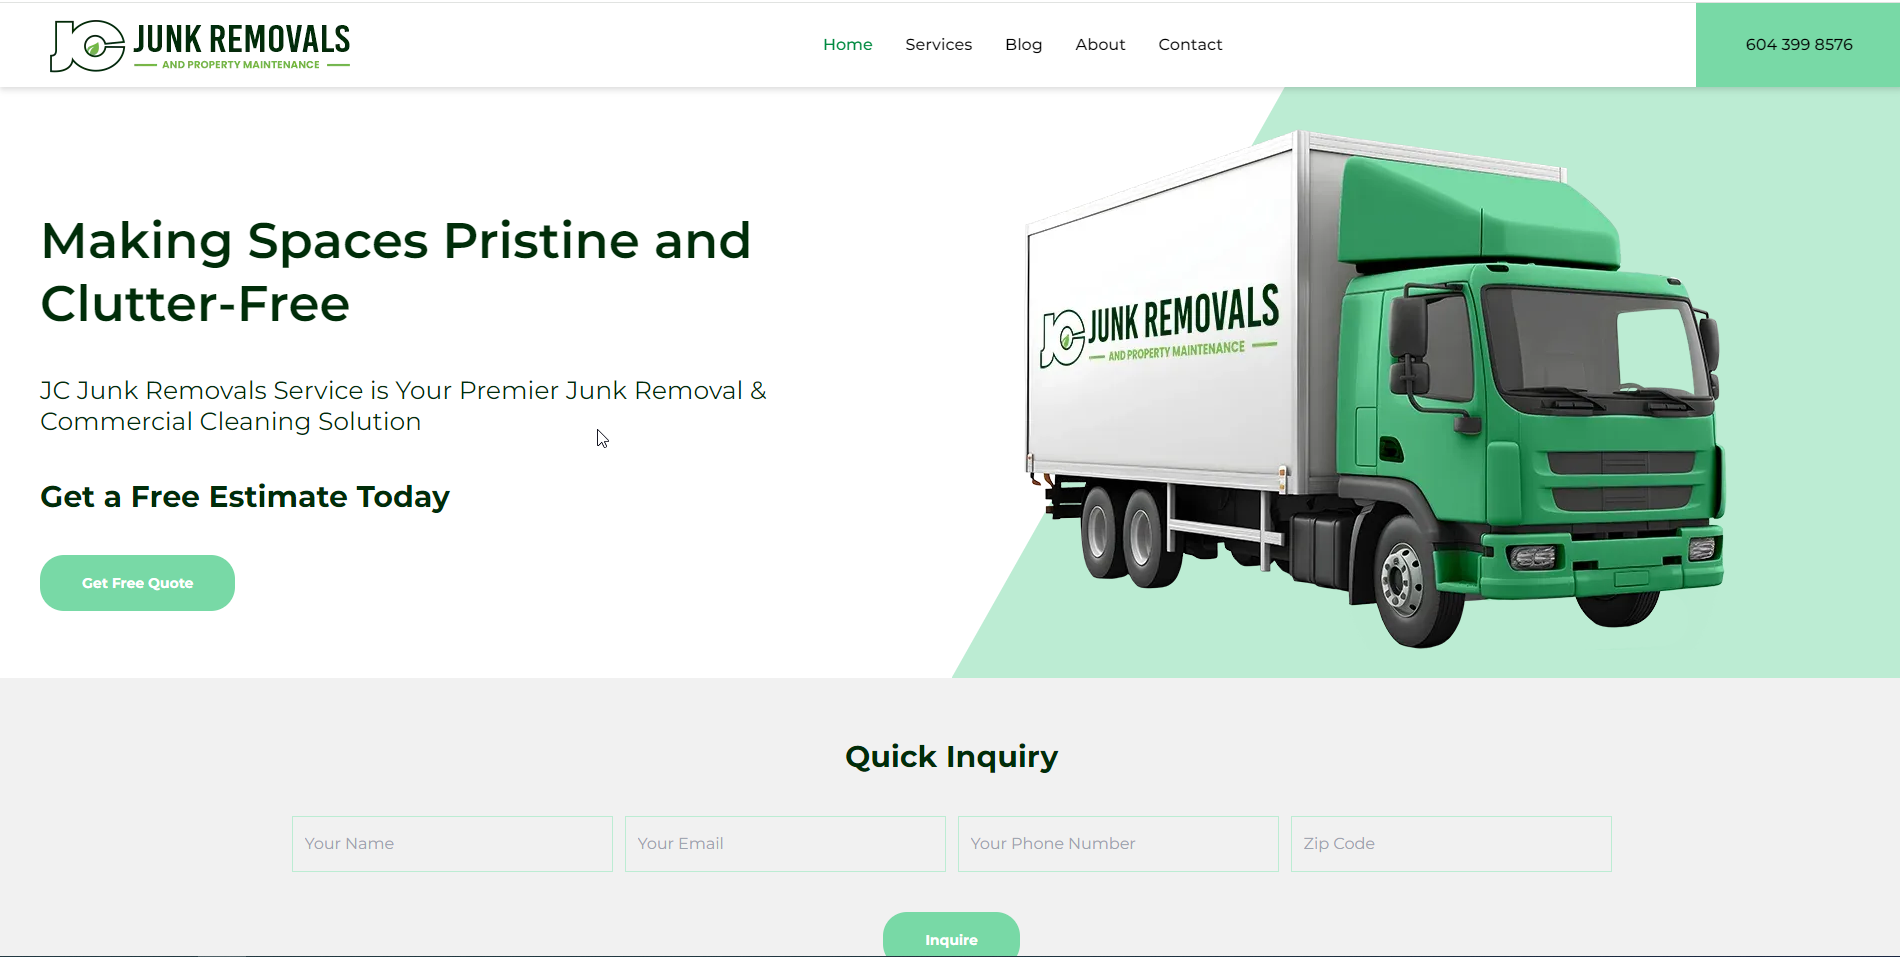 JC JUNK REMOVALS
AND PROPERTY MAINTENANCE
Home Services Blog About Contact
604 399 8576
Making Spaces Pristine and
Clutter-Free
JC Junk Removals Service is Your Premier Junk Removal &
Commercial Cleaning Solution
Get a Free Estimate Today
Get Free Quote
JC JUNK REMOVALS
AND PROPERTY MAINTENANCE
Quick Inquiry
Your Name Your Email Your Phone Number Zip Code
Inquire